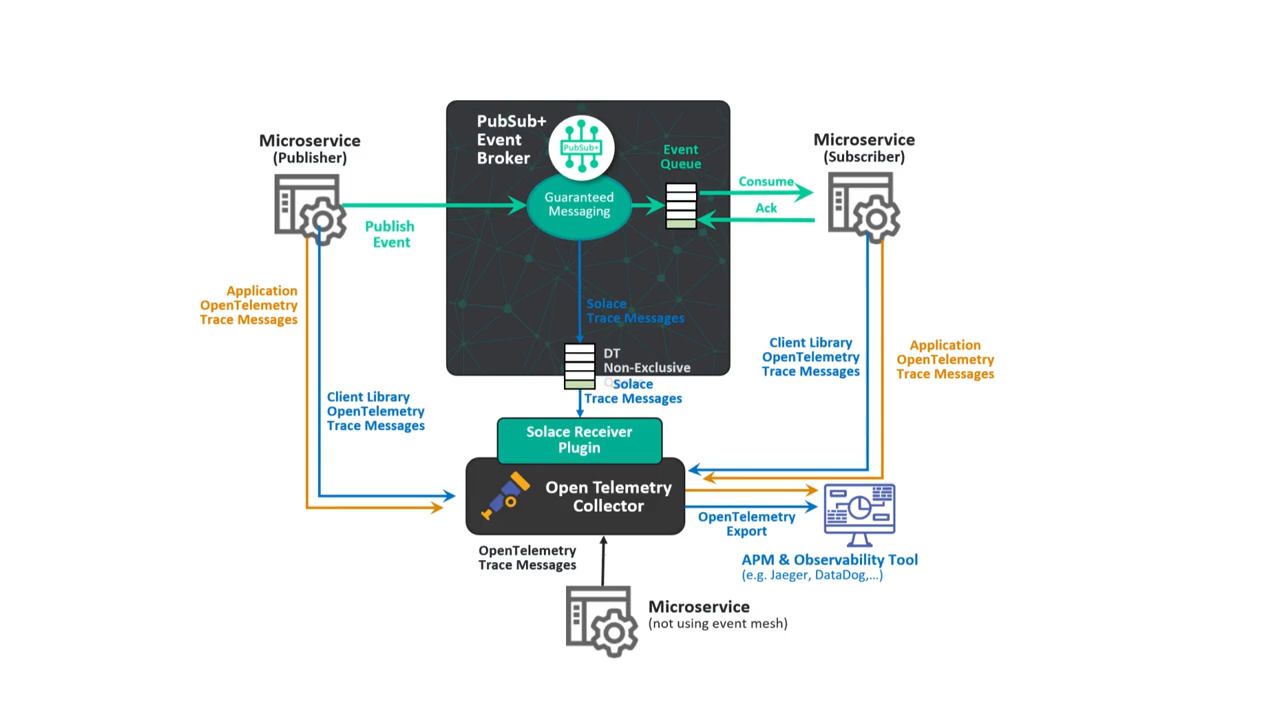 PubSub+
Event
Broker
PubSub+
Microservice
(Publisher)
Microservice
(Subscriber)
Event
Queue
Guaranteed
Messaging
Consume
Ack
Publish
Event
Application
OpenTelemetry
Trace Messages
Solace
Trace Messages
Client Library
OpenTelemetry
Trace Messages
Application
OpenTelemetry
Trace Messages
DT
Non-Exclusive
Solace
Trace Messages
Client Library
OpenTelemetry
Trace Messages
Solace Receiver
Plugin
Open Telemetry
Collector
OpenTelemetry
Export
OpenTelemetry
Trace Messages
APM & Observability Tool
(e.g. Jaeger, DataDog,...)
Microservice
(not using event mesh)